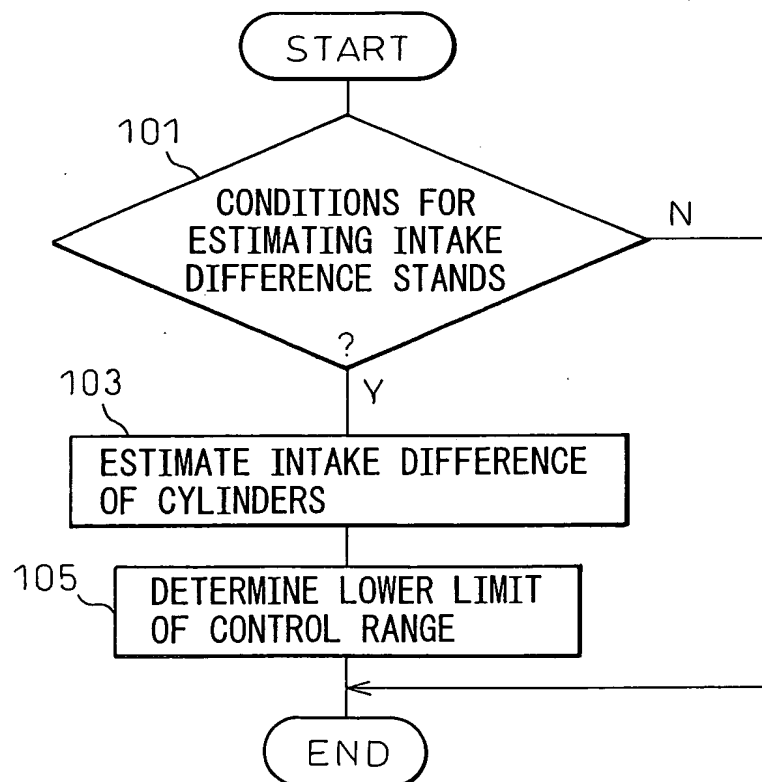 START
101
CONDITIONS FOR
ESTIMATING INTAKE
DIFFERENCE STANDS
?
N
Y
103
ESTIMATE INTAKE DIFFERENCE
OF CYLINDERS
105
DETERMINE LOWER LIMIT
OF CONTROL RANGE
END